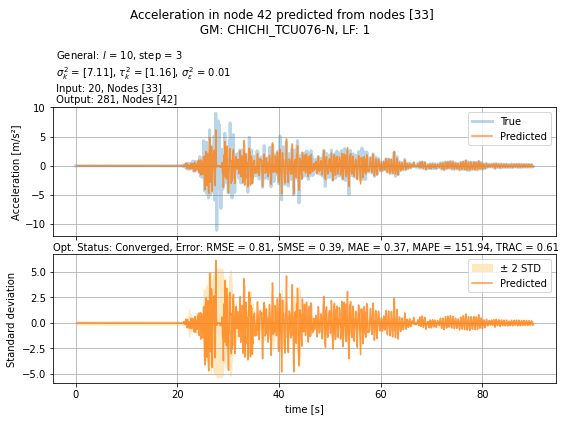 Acceleration in node 42 predicted from nodes [33]
GM: CHICHI_TCU076-N, LF: 1
General: l = 10, step = 3
σ²ₖ = [7.11], τ²ₖ = [1.16], σ²ε = 0.01
Input: 20, Nodes [33]
Output: 281, Nodes [42]
10
5
0
−5
−10
Acceleration [m/s²]
True
Predicted
Opt. Status: Converged, Error: RMSE = 0.81, SMSE = 0.39, MAE = 0.37, MAPE = 151.94, TRAC = 0.61
5.0
2.5
0.0
−2.5
−5.0
Standard deviation
± 2 STD
Predicted
0
20
40
60
80
time [s]